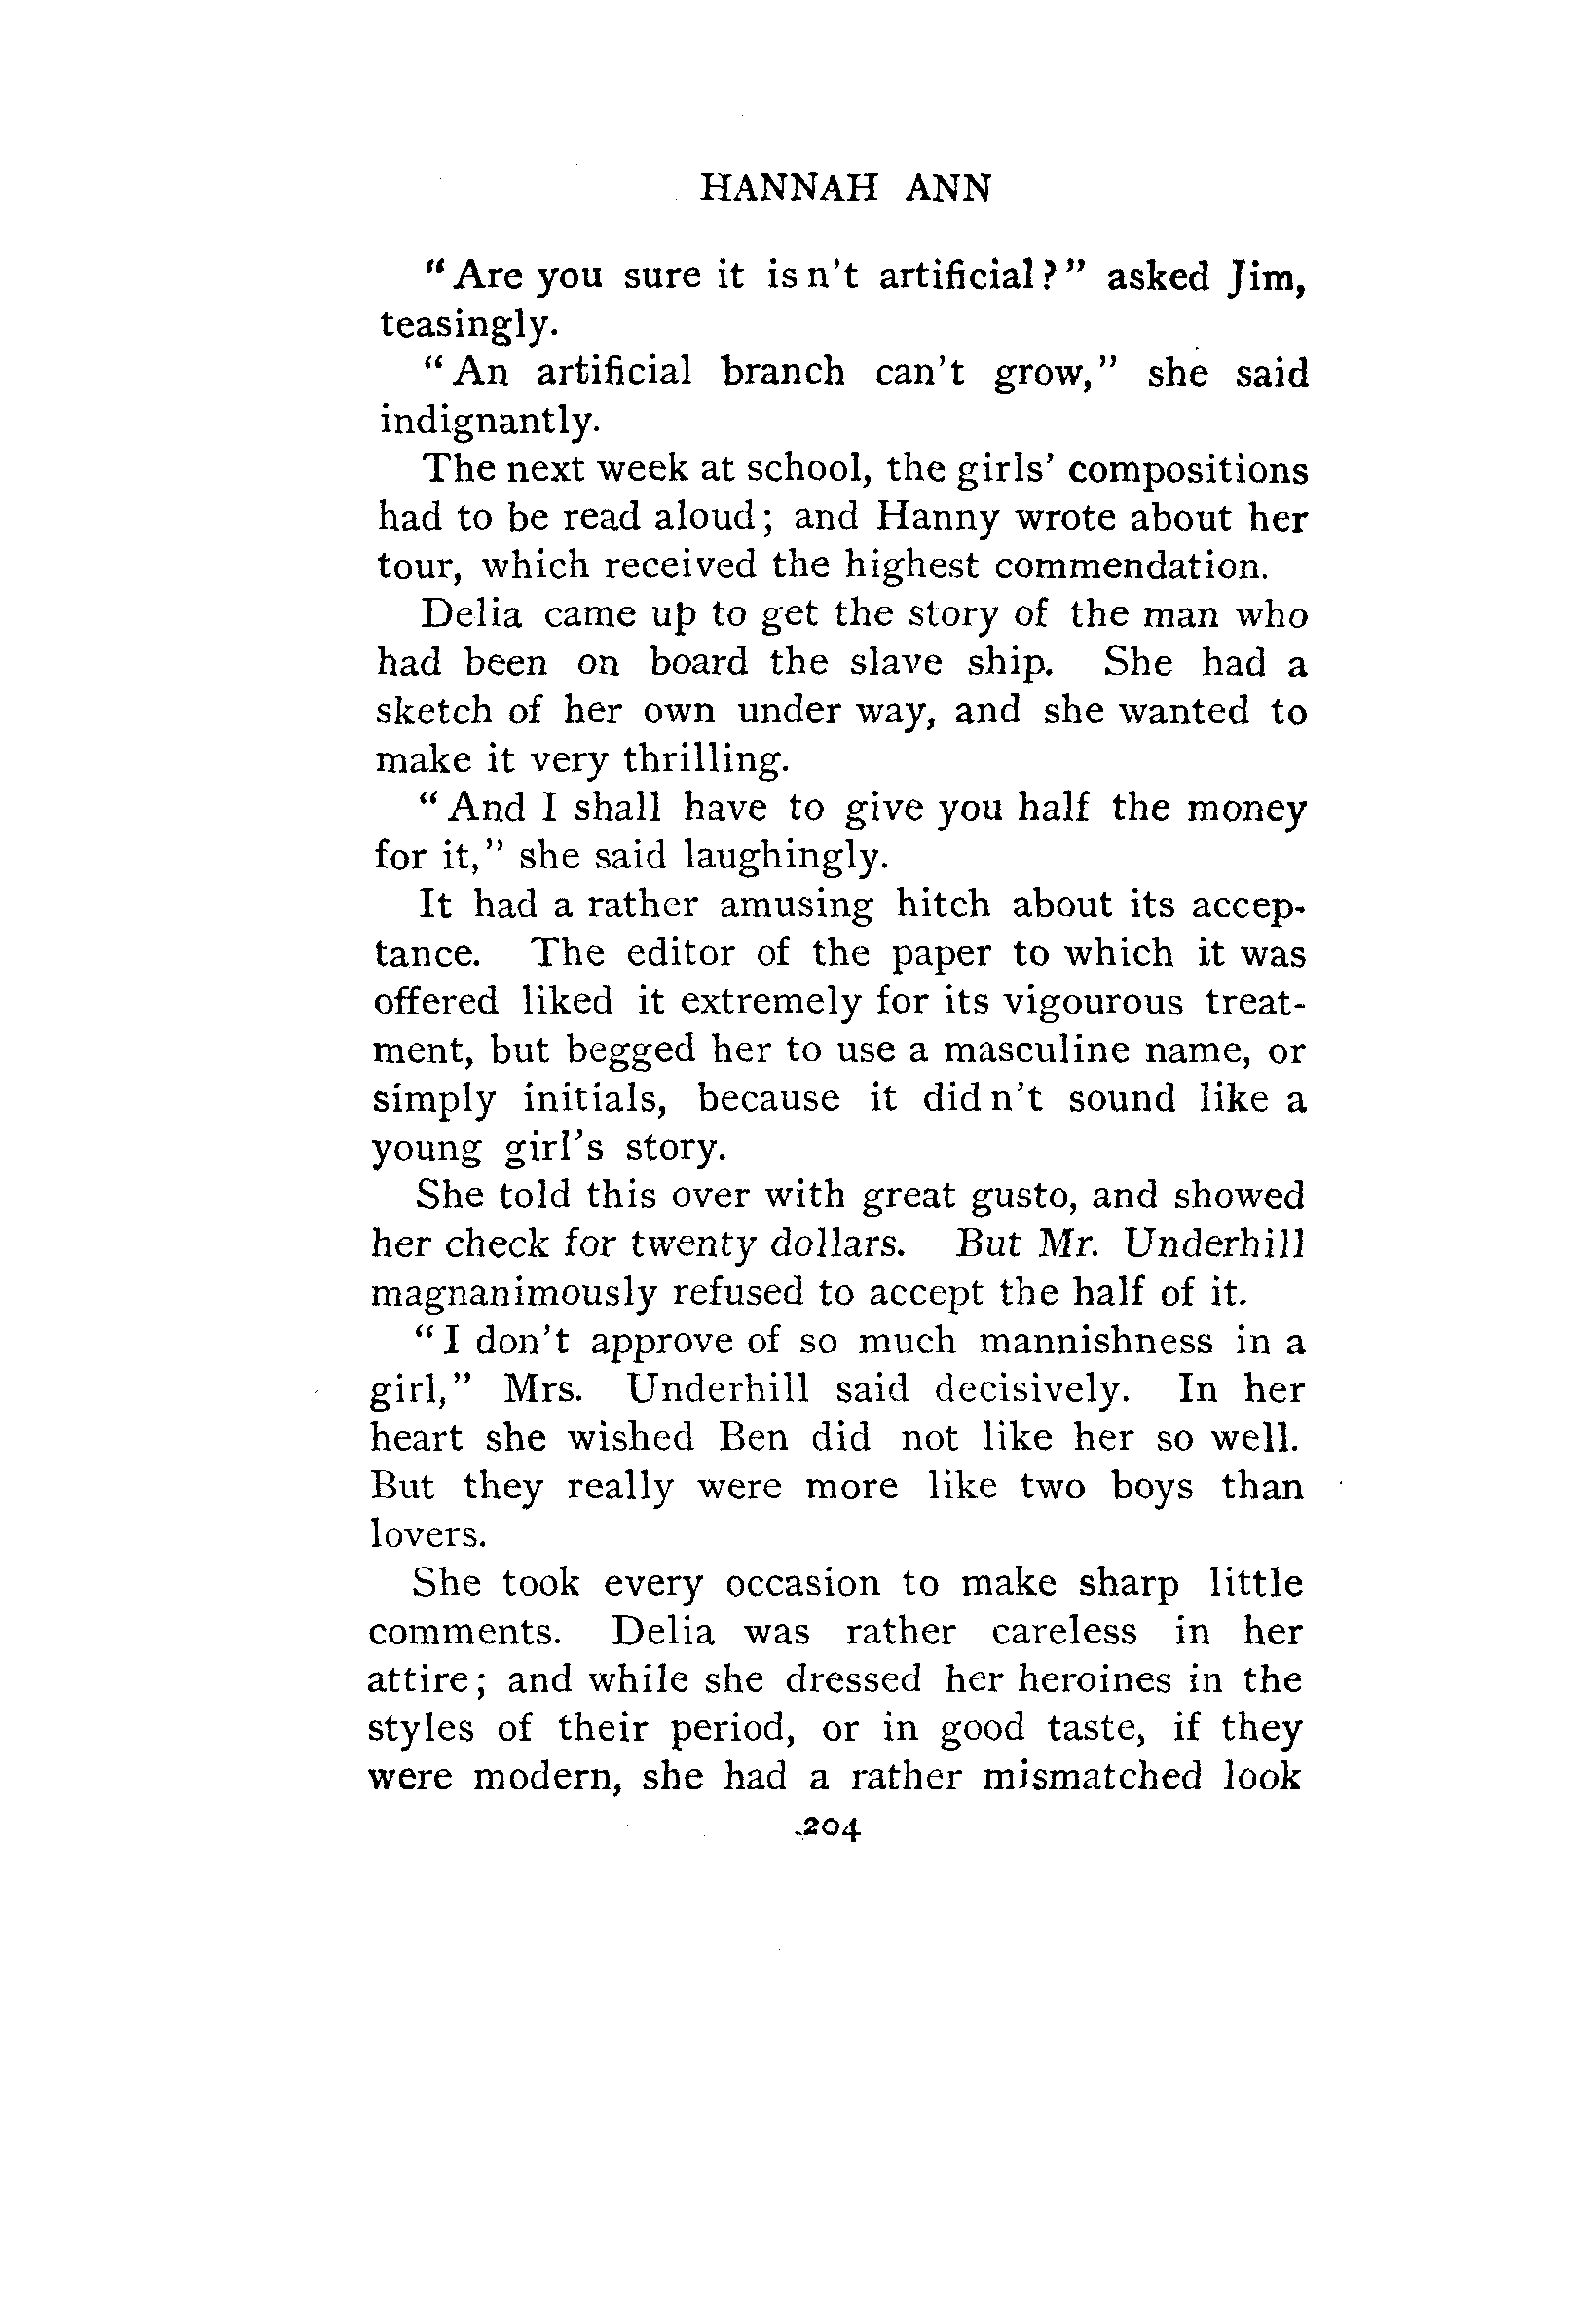 HANNAH ANN
“Are you sure it is n’t artificial?” asked Jim,
teasingly.
“An artificial branch can’t grow,” she said
indignantly.
The next week at school, the girls’ compositions
had to be read aloud; and Hanny wrote about her
tour, which received the highest commendation.
Delia came up to get the story of the man who
had been on board the slave ship. She had a
sketch of her own under way, and she wanted to
make it very thrilling.
“And I shall have to give you half the money
for it,” she said laughingly.
It had a rather amusing hitch about its accep-
tance. The editor of the paper to which it was
offered liked it extremely for its vigourous treat-
ment, but begged her to use a masculine name, or
simply initials, because it did n’t sound like a
young girl’s story.
She told this over with great gusto, and showed
her check for twenty dollars. But Mr. Underhill
magnanimously refused to accept the half of it.
“I don’t approve of so much mannishness in a
girl,” Mrs. Underhill said decisively. In her
heart she wished Ben did not like her so well.
But they really were more like two boys than
lovers.
She took every occasion to make sharp little
comments. Delia was rather careless in her
attire; and while she dressed her heroines in the
styles of their period, or in good taste, if they
were modern, she had a rather mismatched look
204